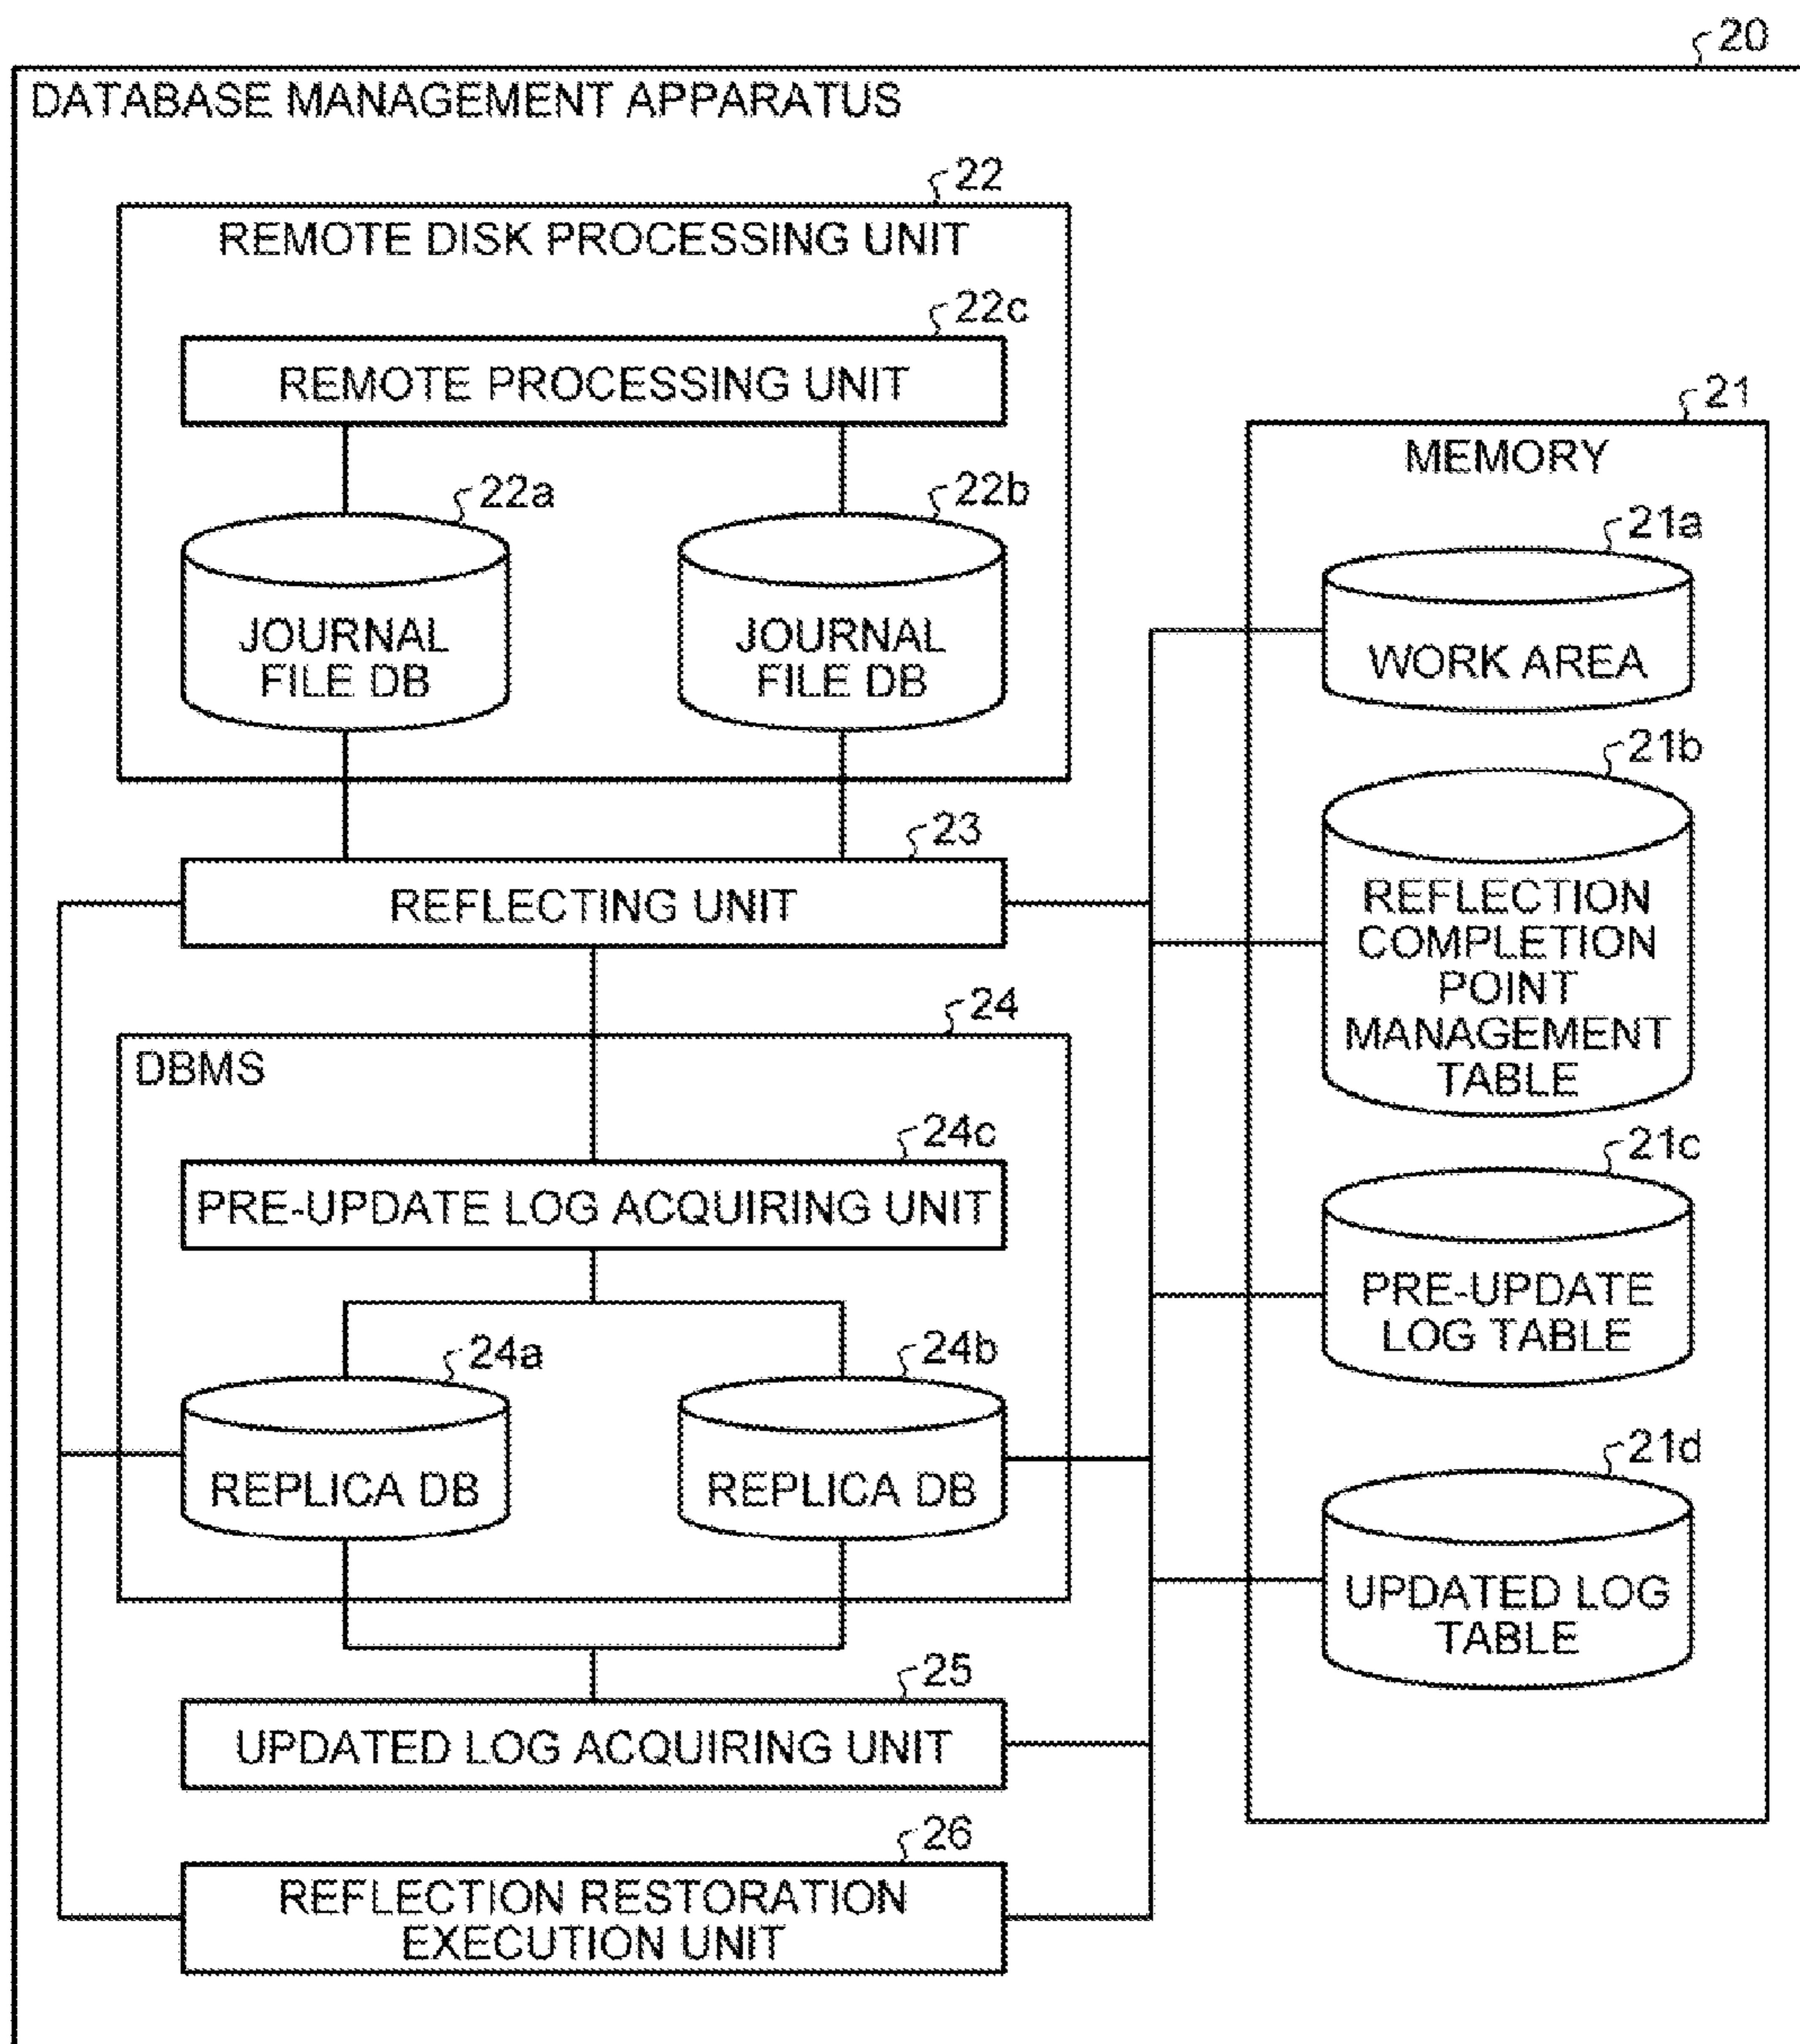 20
DATABASE MANAGEMENT APPARATUS
22
REMOTE DISK PROCESSING UNIT
22c
REMOTE PROCESSING UNIT
22a
22b
JOURNAL
FILE DB
JOURNAL
FILE DB
23
REFLECTING UNIT
24
DBMS
24c
PRE-UPDATE LOG ACQUIRING UNIT
24a
24b
REPLICA DB
REPLICA DB
25
UPDATED LOG ACQUIRING UNIT
26
REFLECTION RESTORATION
EXECUTION UNIT
21
MEMORY
21a
WORK AREA
21b
REFLECTION
COMPLETION
POINT
MANAGEMENT
TABLE
21c
PRE-UPDATE
LOG TABLE
21d
UPDATED LOG
TABLE